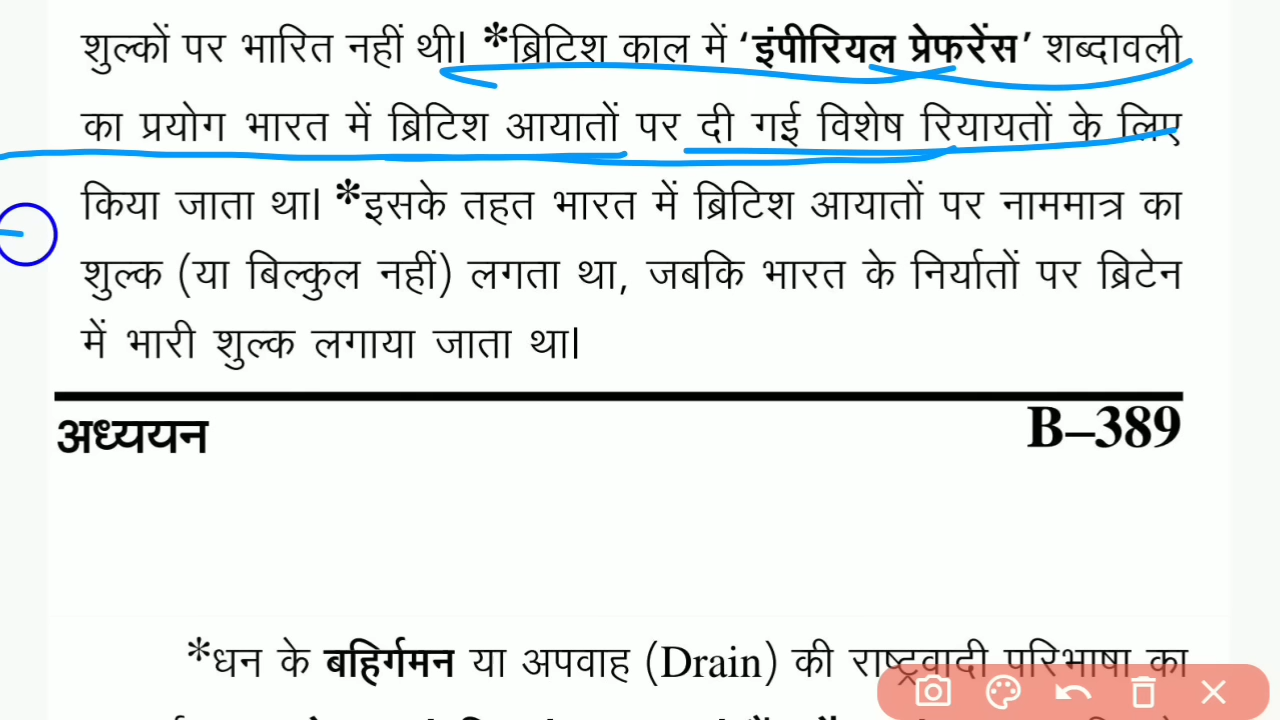 शुल्कों पर भारित नहीं थी। *ब्रिटिश काल में ‘इंपीरियल प्रेफरेंस’ शब्दावली
का प्रयोग भारत में ब्रिटिश आयातों पर दी गई विशेष रियायतों के लिए
किया जाता था। *इसके तहत भारत में ब्रिटिश आयातों पर नाममात्र का
शुल्क (या बिल्कुल नहीं) लगता था, जबकि भारत के निर्यातों पर ब्रिटेन
में भारी शुल्क लगाया जाता था।
अध्ययन B–389
*धन के बहिर्गमन या अपवाह (Drain) की राष्ट्रवादी परिभाषा का